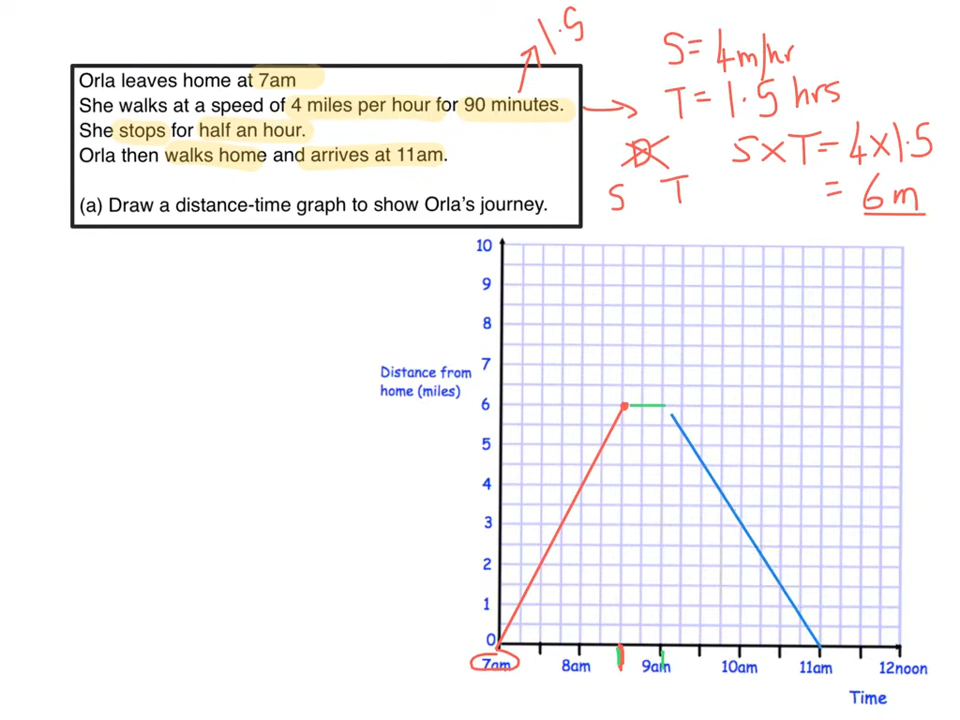 1.5
S= 4m/hr
Orla leaves home at 7am
She walks at a speed of 4 miles per hour for 90 minutes.
T= 1.5 hrs
She stops for half an hour.
Orla then walks home and arrives at 11am.
D
S T
S×T= 4×1.5
= 6m
(a) Draw a distance-time graph to show Orla's journey.
10
9
8
7
Distance from
home (miles)
6
5
4
3
2
1
0
7am 8am 9am 10am 11am 12noon
Time